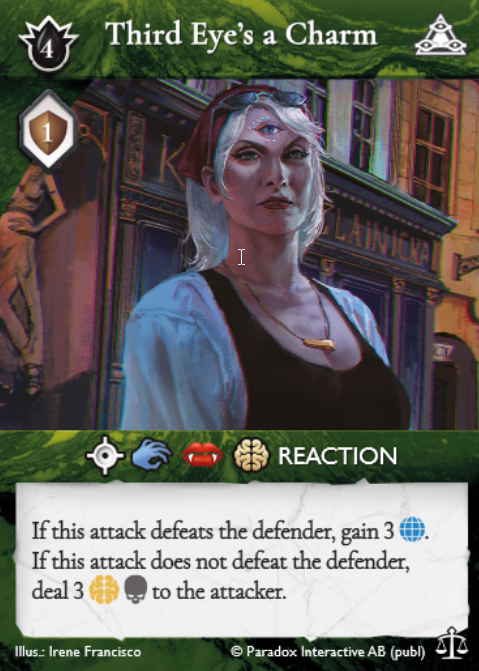 4
Third Eye's a Charm
1
LAINICKA
REACTION
If this attack defeats the defender, gain 3 .
If this attack does not defeat the defender,
deal 3 to the attacker.
Illus.: Irene Francisco
© Paradox Interactive AB (publ)